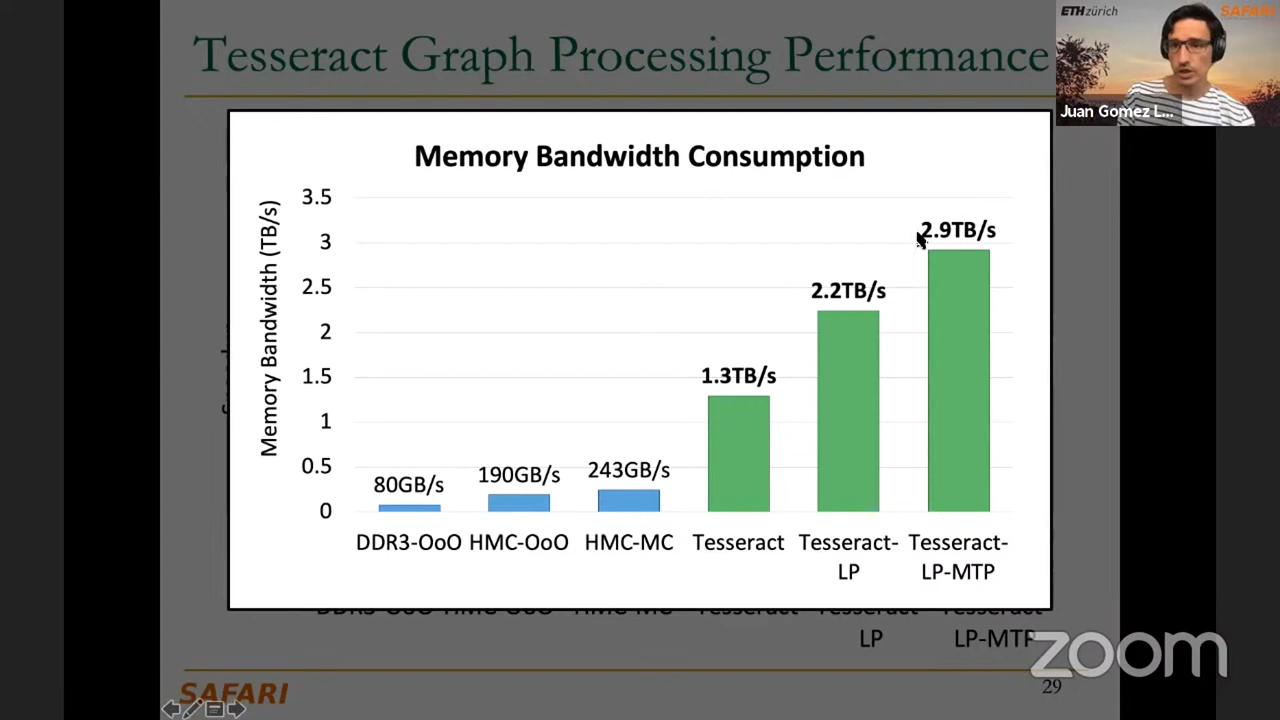 Tesseract Graph Processing Performance
ETH zürich
SAFARI
Juan Gomez L...
Memory Bandwidth Consumption
Memory Bandwidth (TB/s)
3.5
3
2.5
2
1.5
1
0.5
0
80GB/s
190GB/s
243GB/s
1.3TB/s
2.2TB/s
2.9TB/s
DDR3-OoO HMC-OoO HMC-MC Tesseract Tesseract- Tesseract-
LP LP-MTP
LP LP-MTP
zoom
SAFARI
29